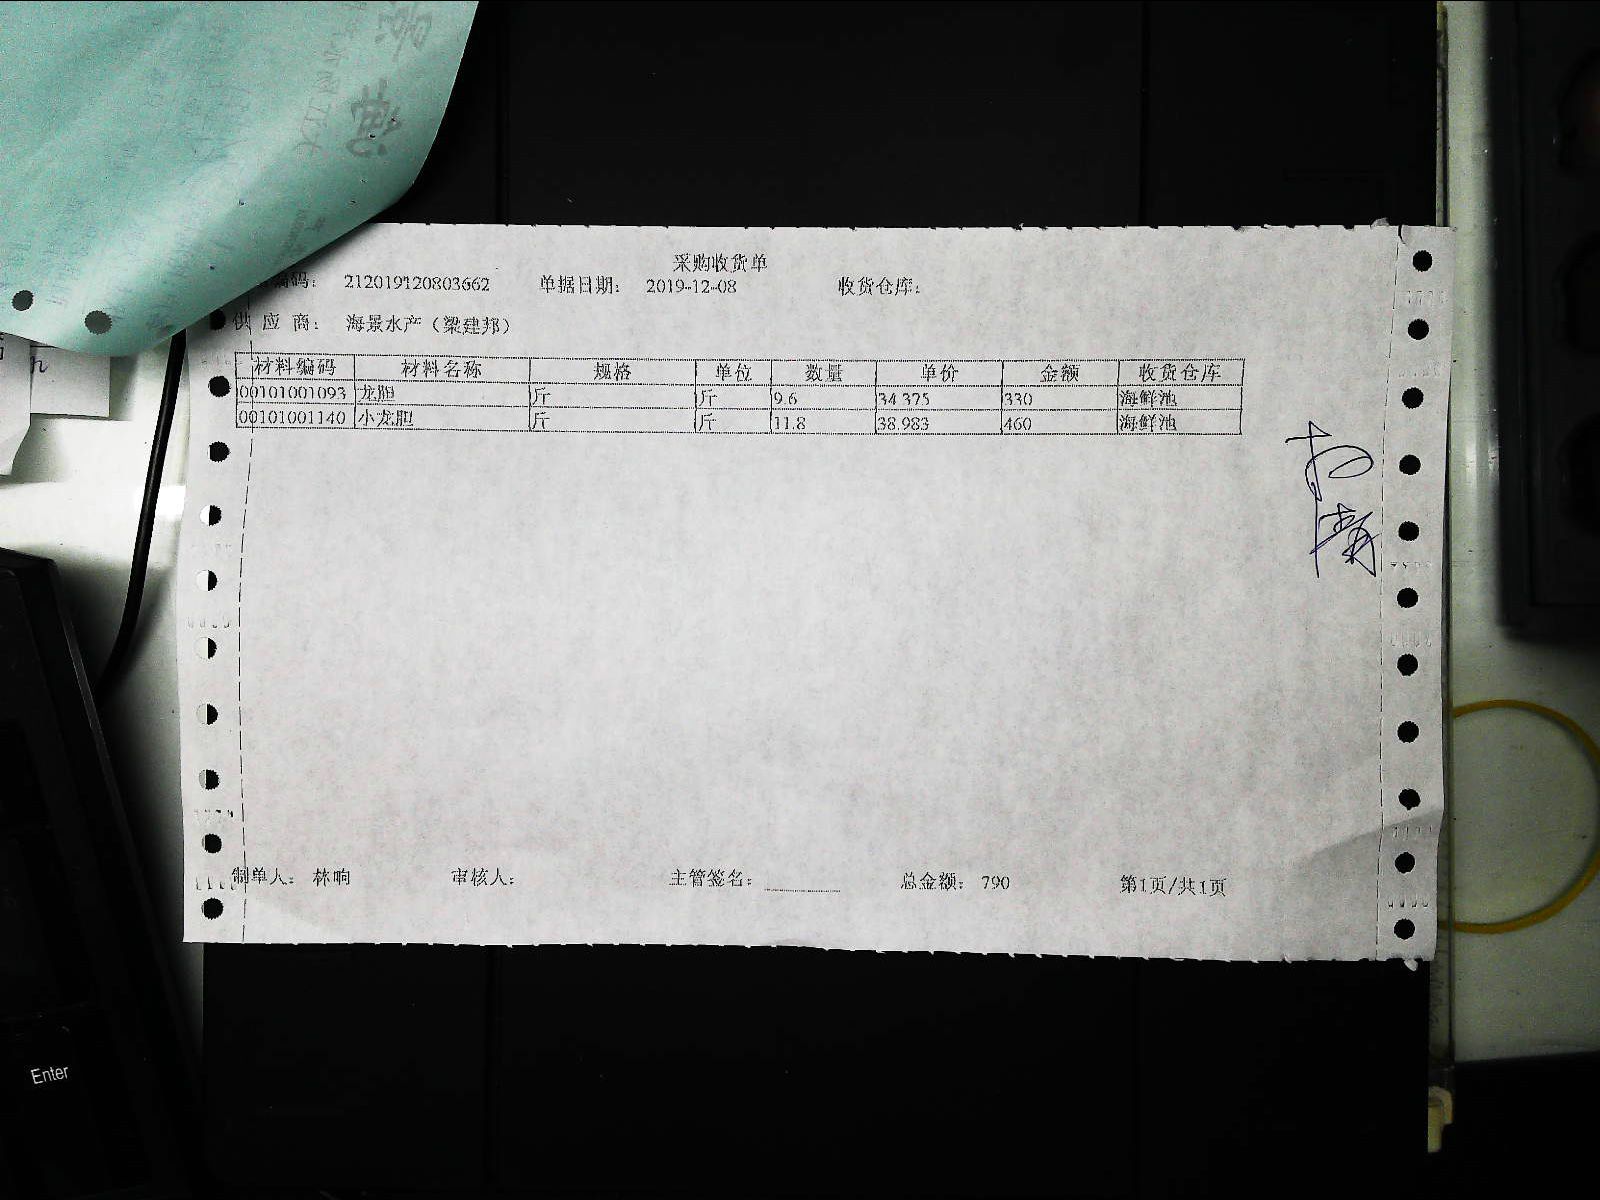 采购收货单
编码: 212019120803662 单据日期: 2019-12-08 收货仓库:
供 应 商: 海景水产（梁建邦）
材料编码 材料名称 规格 单位 数量 单价 金额 收货仓库
00101001093 龙胆 斤 斤 9.6 34.375 330 海鲜池
00101001140 小龙胆 斤 斤 11.8 38.983 460 海鲜池
制单人: 林响 审核人: 主管签名: 总金额: 790 第1页/共1页
Enter